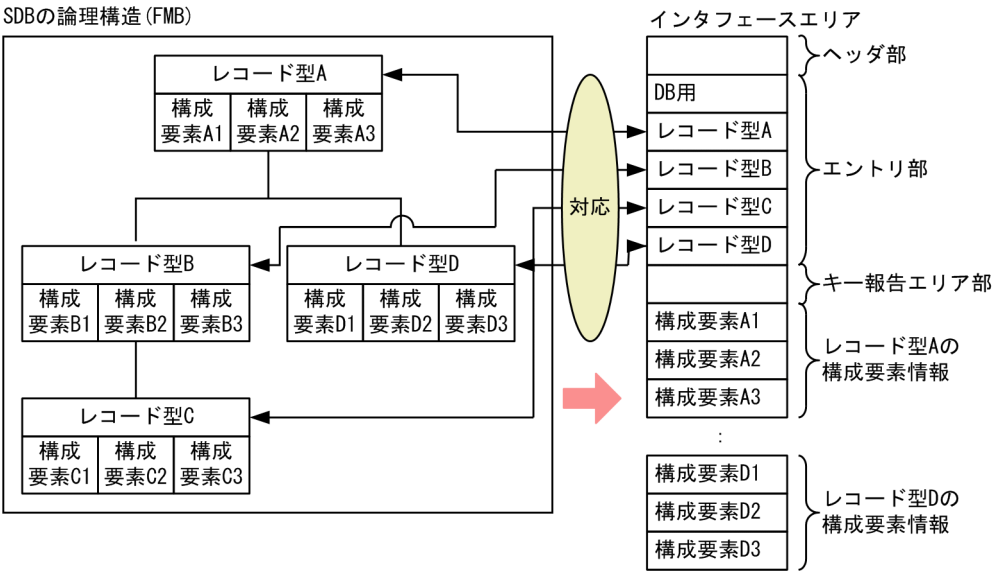 SDBの論理構造(FMB)
レコード型A
構成
要素A1
構成
要素A2
構成
要素A3
レコード型B
構成
要素B1
構成
要素B2
構成
要素B3
レコード型D
構成
要素D1
構成
要素D2
構成
要素D3
レコード型C
構成
要素C1
構成
要素C2
構成
要素C3
対応
インタフェースエリア
ヘッダ部
DB用
レコード型A
レコード型B
レコード型C
レコード型D
エントリ部
キー報告エリア部
構成要素A1
構成要素A2
構成要素A3
レコード型Aの
構成要素情報
:
構成要素D1
構成要素D2
構成要素D3
レコード型Dの
構成要素情報